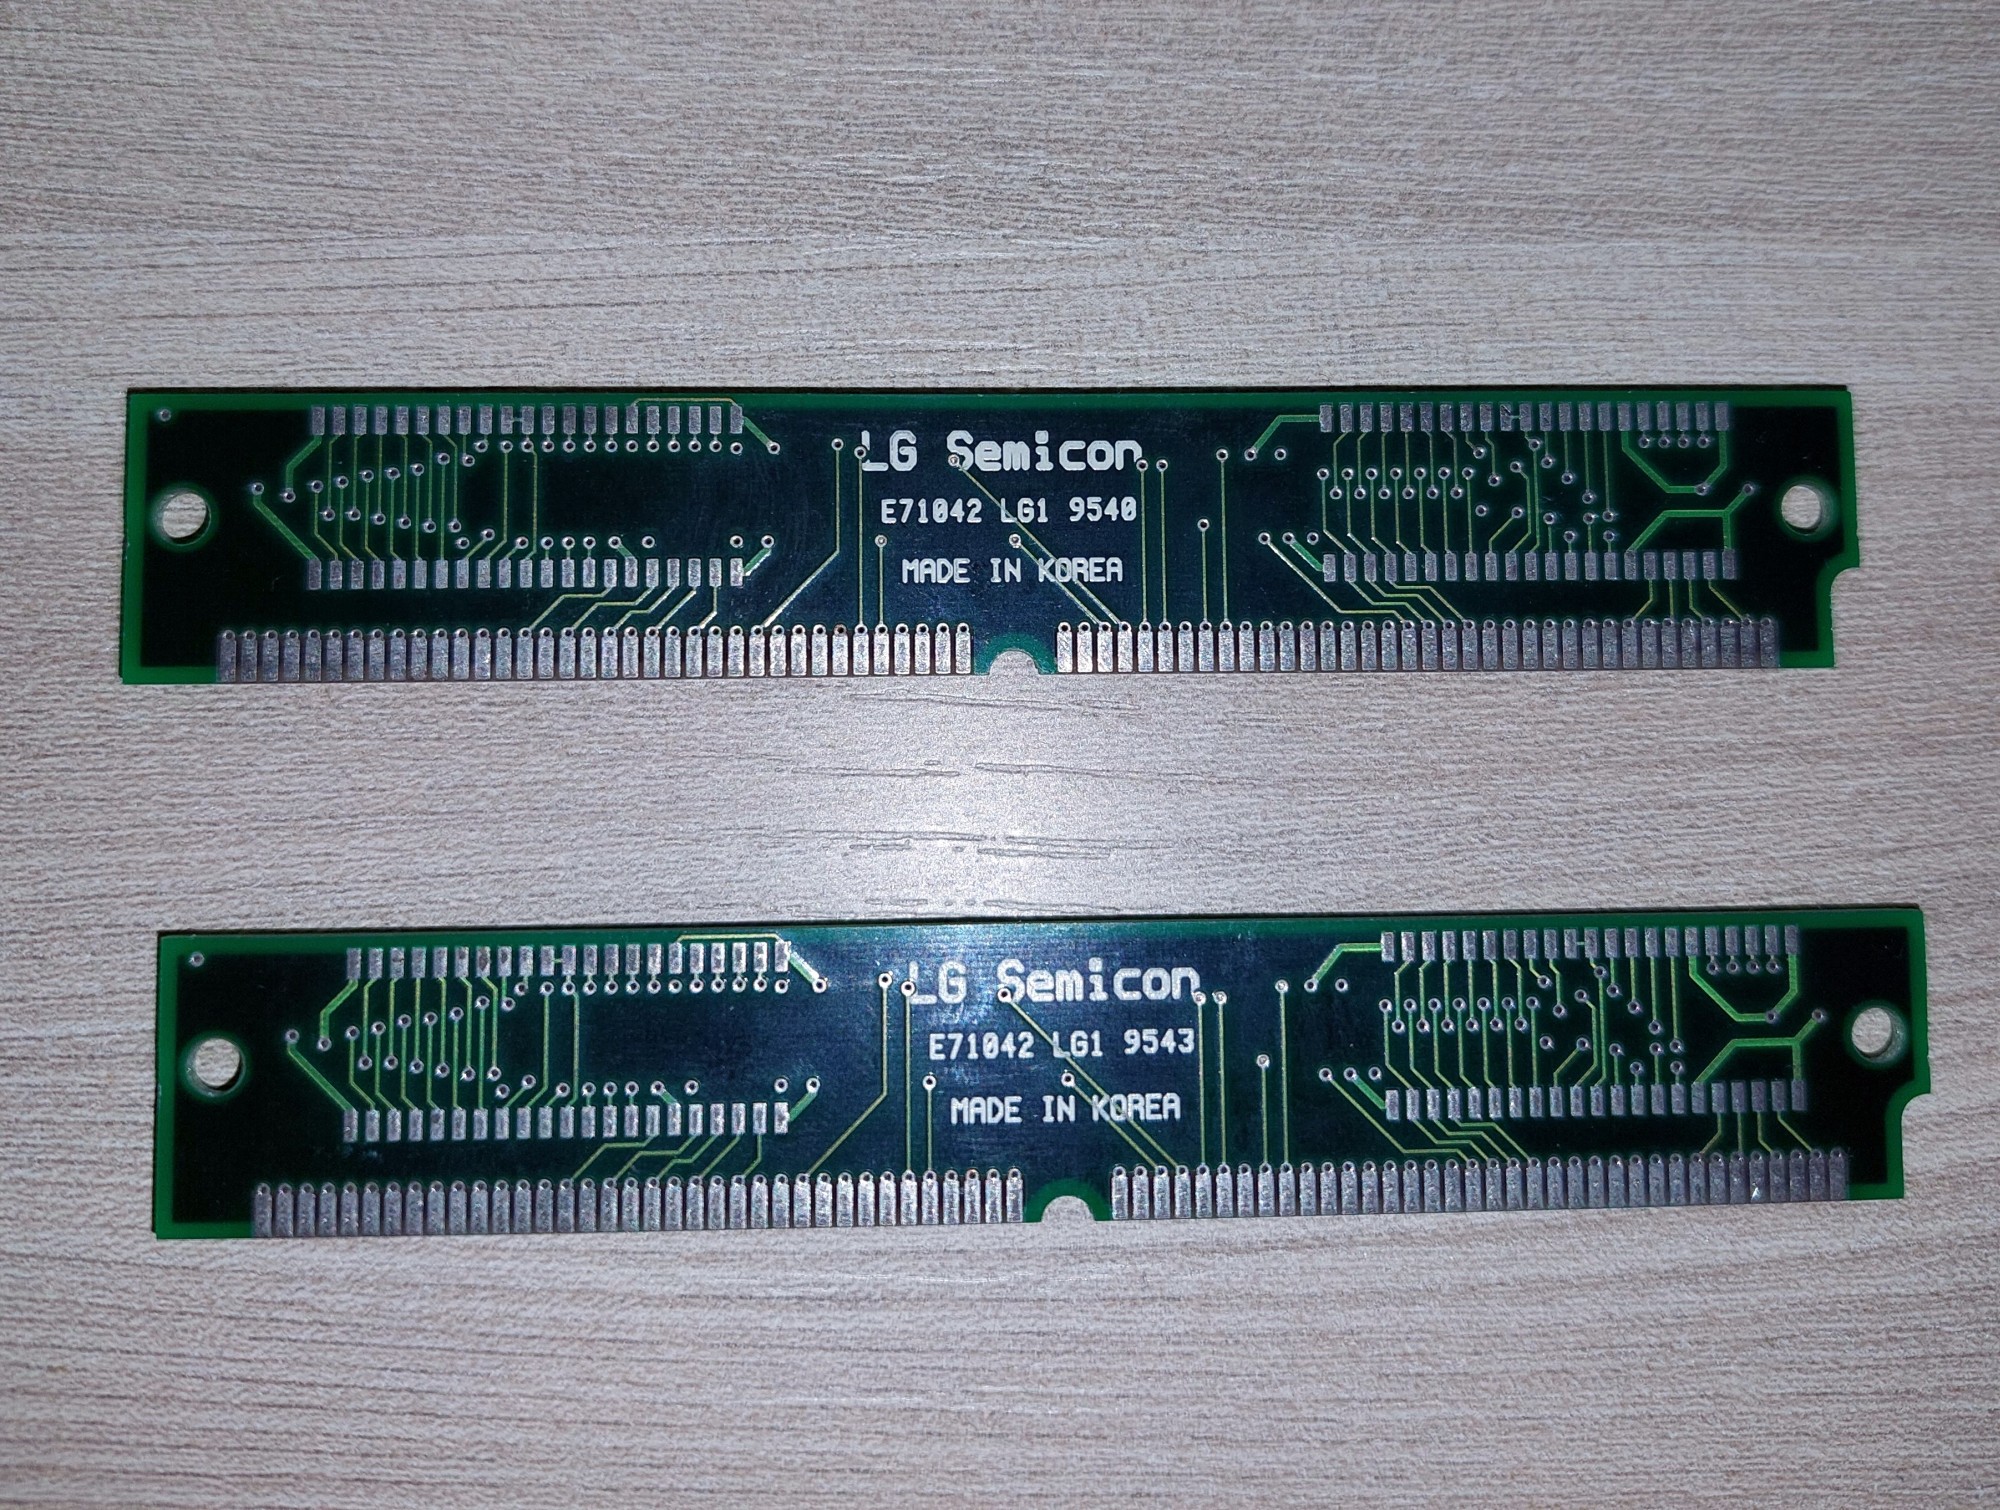 LG Semicon
E71042 LG1 9540
MADE IN KOREA
LG Semicon
E71042 LG1 9543
MADE IN KOREA